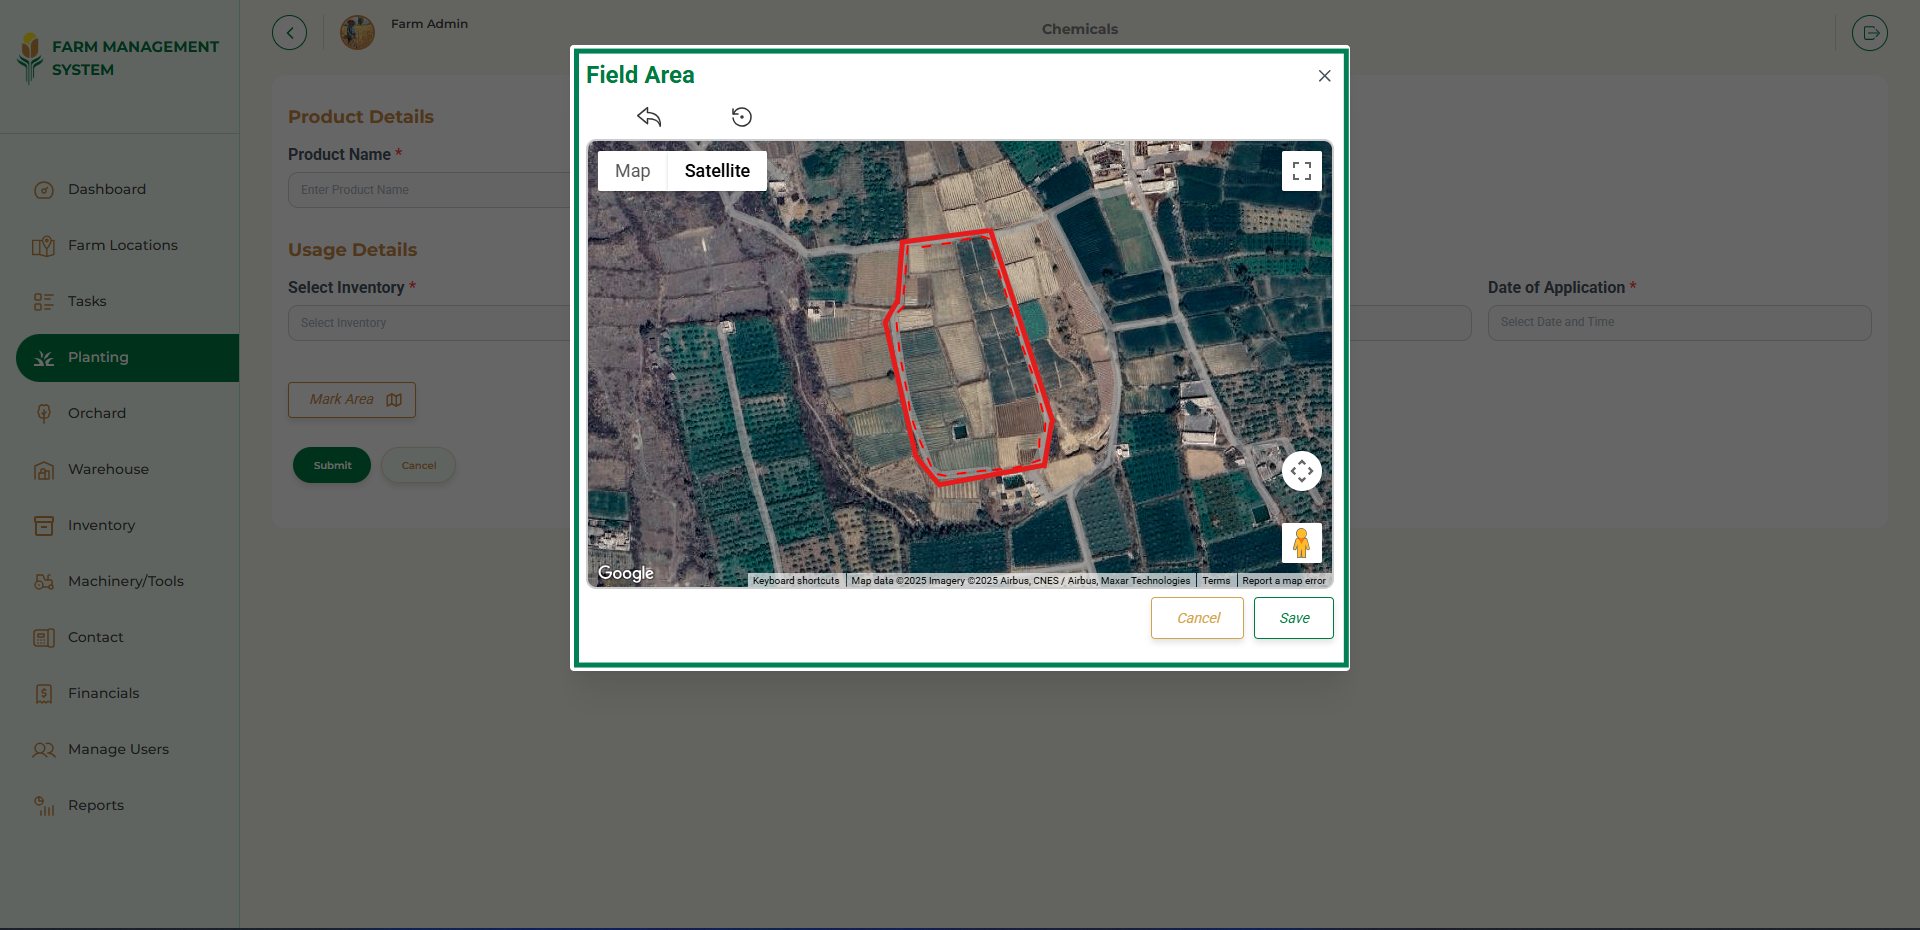 FARM MANAGEMENT
SYSTEM
Farm Admin
Chemicals
Dashboard
Farm Locations
Tasks
Planting
Orchard
Warehouse
Inventory
Machinery/Tools
Contact
Financials
Manage Users
Reports
Product Details
Product Name *
Enter Product Name
Usage Details
Select Inventory *
Select Inventory
Date of Application *
Select Date and Time
Mark Area
Submit
Cancel
Field Area
Map
Satellite
Google
Keyboard shortcuts
Map data ©2025 Imagery ©2025 Airbus, CNES / Airbus, Maxar Technologies
Terms
Report a map error
Cancel
Save